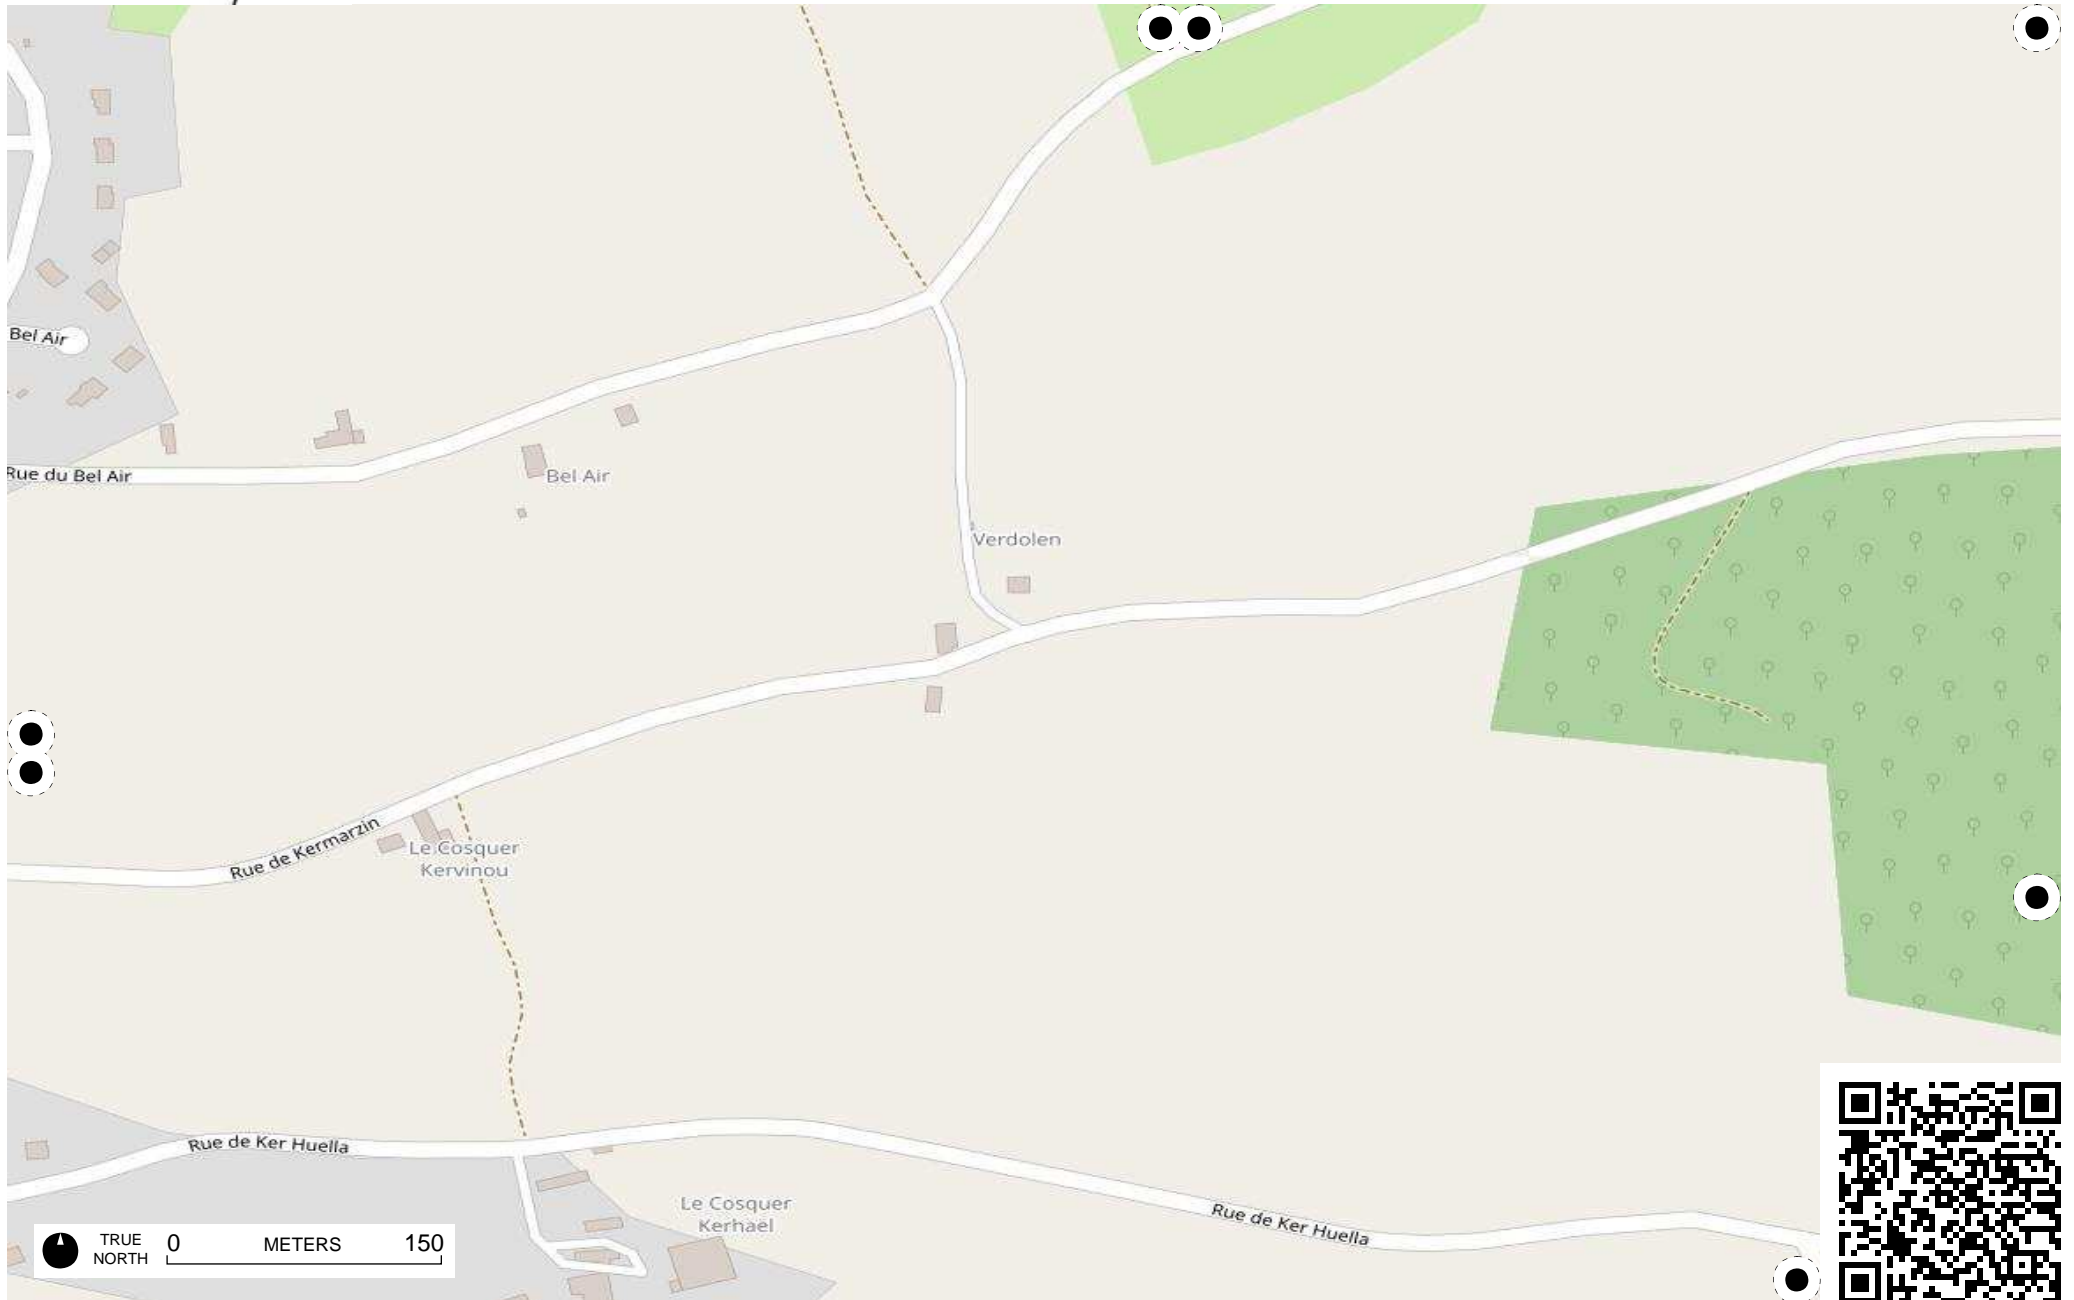 Bel Air
Rue du Bel Air
Bel Air
Verdolen
Rue de Kermarzin
Le Cosquer
Kervinou
Rue de Ker Huella
Le Cosquer
Kerhaël
Rue de Ker Huella
TRUE
NORTH
0 METERS 150